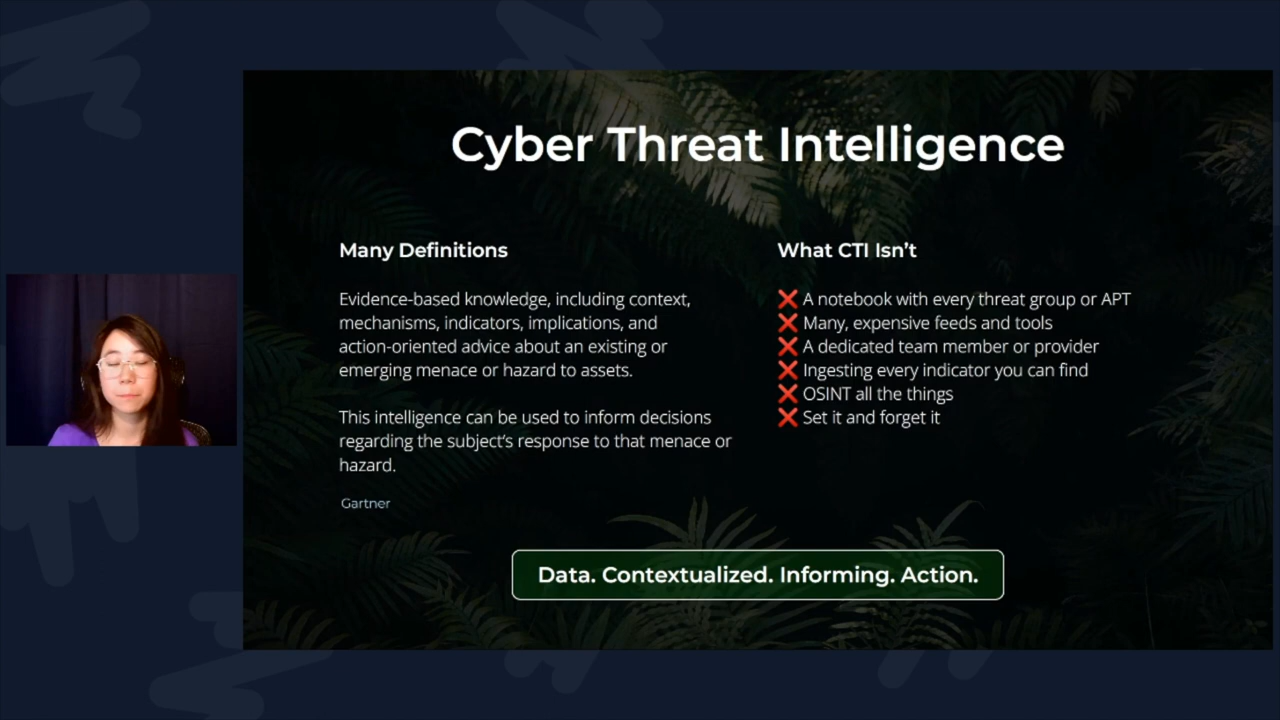 Cyber Threat Intelligence
Many Definitions
Evidence-based knowledge, including context,
mechanisms, indicators, implications, and
action-oriented advice about an existing or
emerging menace or hazard to assets.
This intelligence can be used to inform decisions
regarding the subject's response to that menace or
hazard.
Gartner
What CTI Isn't
❌ A notebook with every threat group or APT
❌ Many, expensive feeds and tools
❌ A dedicated team member or provider
❌ Ingesting every indicator you can find
❌ OSINT all the things
❌ Set it and forget it
Data. Contextualized. Informing. Action.